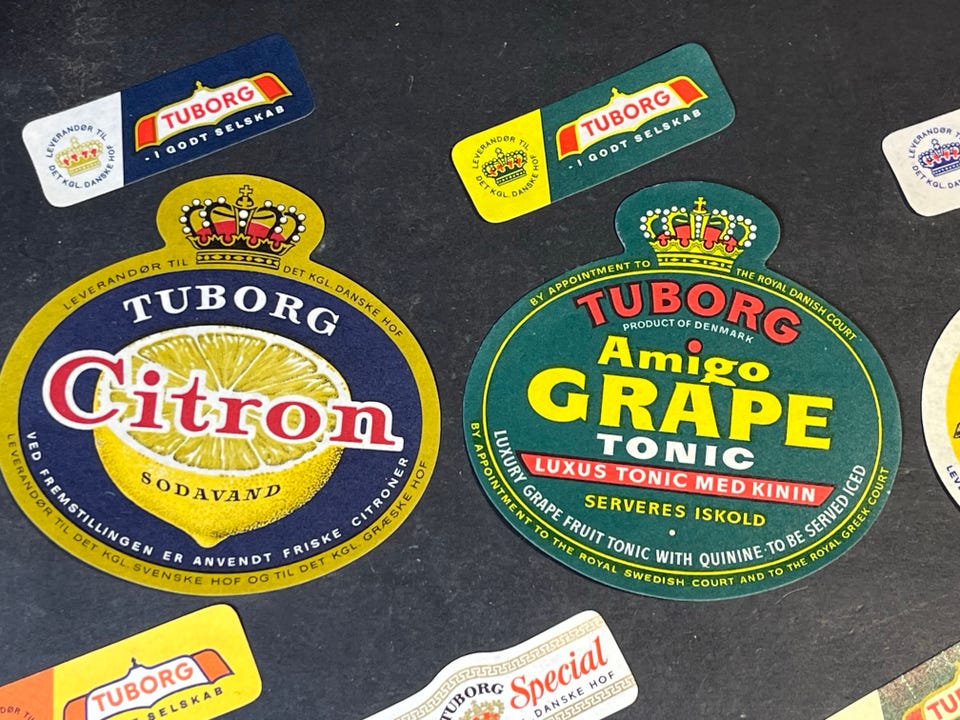 LEVERANDØR TIL
DET KGL. DANSKE HOF
TUBORG
- I GODT SELSKAB
LEVERANDØR TIL
DET KGL. DANSKE HOF
TUBORG
- I GODT SELSKAB
LEVERANDØR TIL
DET KGL. DANSKE HOF
TUBORG
Citron
SODAVAND
VED FREMSTILLINGEN ER ANVENDT FRISKE CITRONER
LEVERANDØR TIL DET KGL. SVENSKE HOF OG TIL DET KGL. GRÆSKE HOF
BY APPOINTMENT TO
THE ROYAL DANISH COURT
TUBORG
PRODUCT OF DENMARK
Amigo
GRAPE
TONIC
LUXUS TONIC MED KININ
SERVERES ISKOLD
LUXURY GRAPE FRUIT TONIC WITH QUININE · TO BE SERVED ICED
BY APPOINTMENT TO THE ROYAL SWEDISH COURT AND TO THE ROYAL GREEK COURT
TUBORG
GODT SELSKAB
TUBORG Special
DANSKE HOF